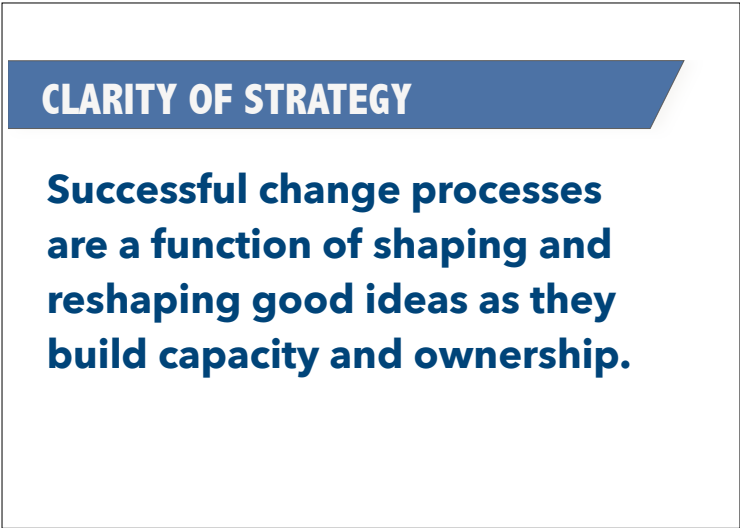 CLARITY OF STRATEGY
Successful change processes
are a function of shaping and
reshaping good ideas as they
build capacity and ownership.